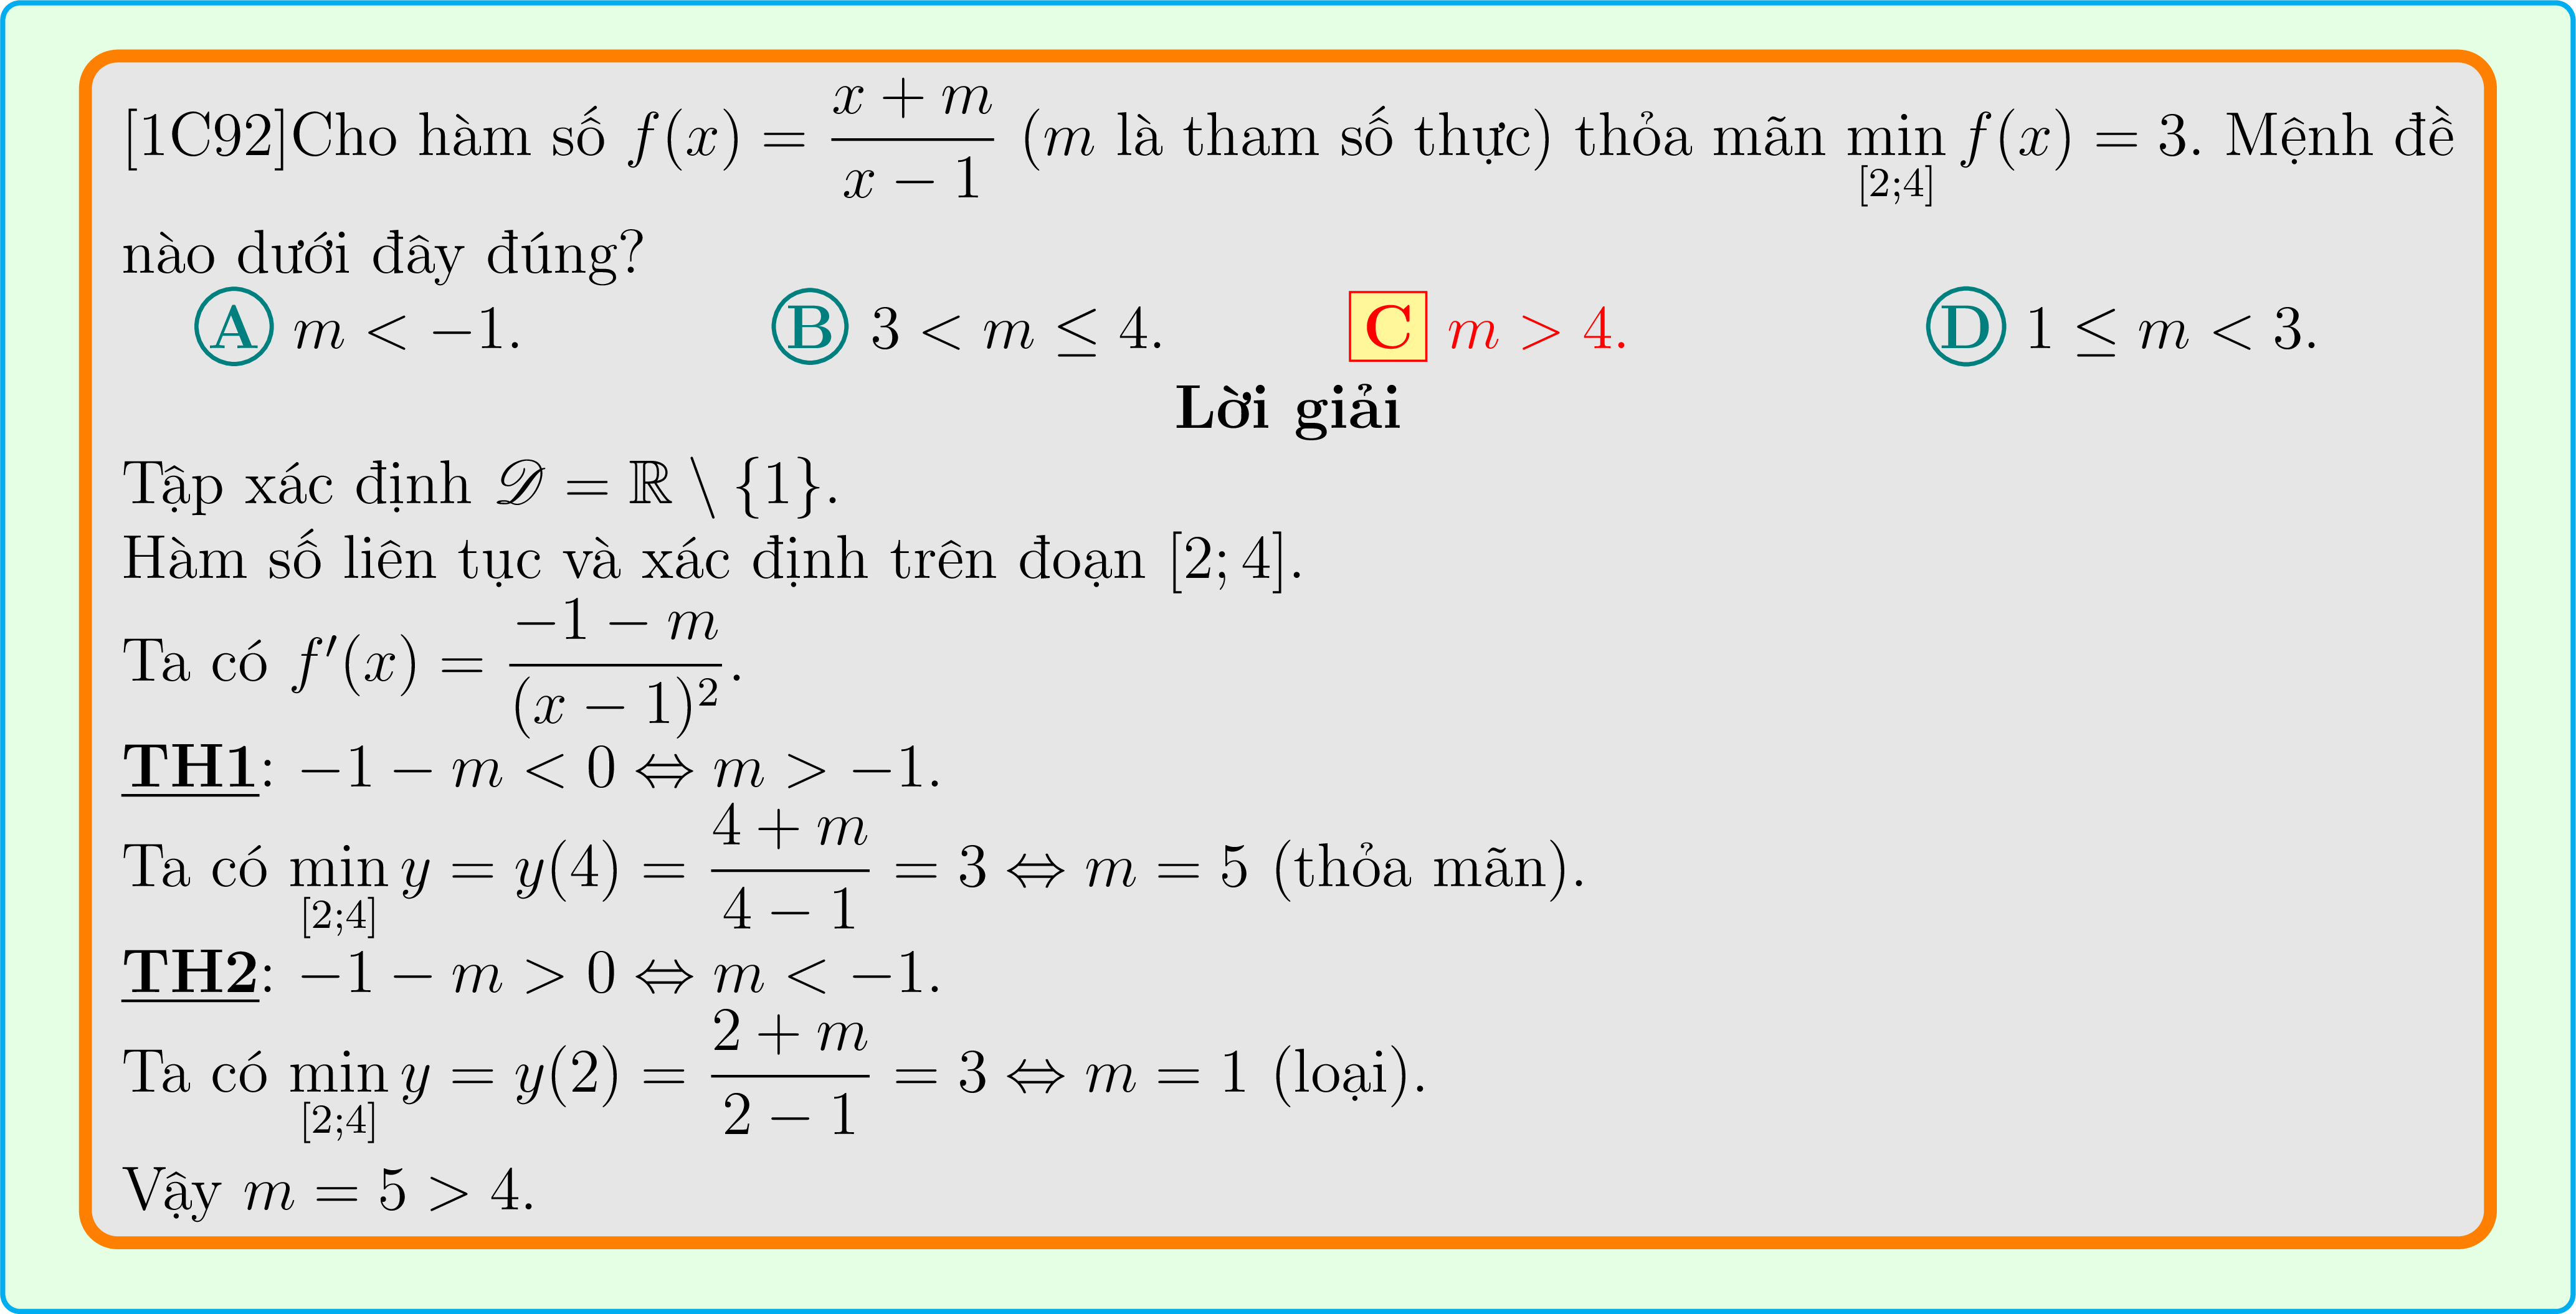 [1C92]Cho hàm số $f(x) = \dfrac{x+m}{x-1}$ ($m$ là tham số thực) thỏa mãn $\min\limits_{[2;4]} f(x) = 3$. Mệnh đề
nào dưới đây đúng?
A $m < -1$. B $3 < m \leq 4$. C $m > 4$. D $1 \leq m < 3$.
Lời giải
Tập xác định $\mathscr{D} = \mathbb{R} \setminus \{1\}$.
Hàm số liên tục và xác định trên đoạn $[2;4]$.
Ta có $f'(x) = \dfrac{-1-m}{(x-1)^2}$.
TH1: $-1 - m < 0 \Leftrightarrow m > -1$.
Ta có $\min\limits_{[2;4]} y = y(4) = \dfrac{4+m}{4-1} = 3 \Leftrightarrow m = 5$ (thỏa mãn).
TH2: $-1 - m > 0 \Leftrightarrow m < -1$.
Ta có $\min\limits_{[2;4]} y = y(2) = \dfrac{2+m}{2-1} = 3 \Leftrightarrow m = 1$ (loại).
Vậy $m = 5 > 4$.